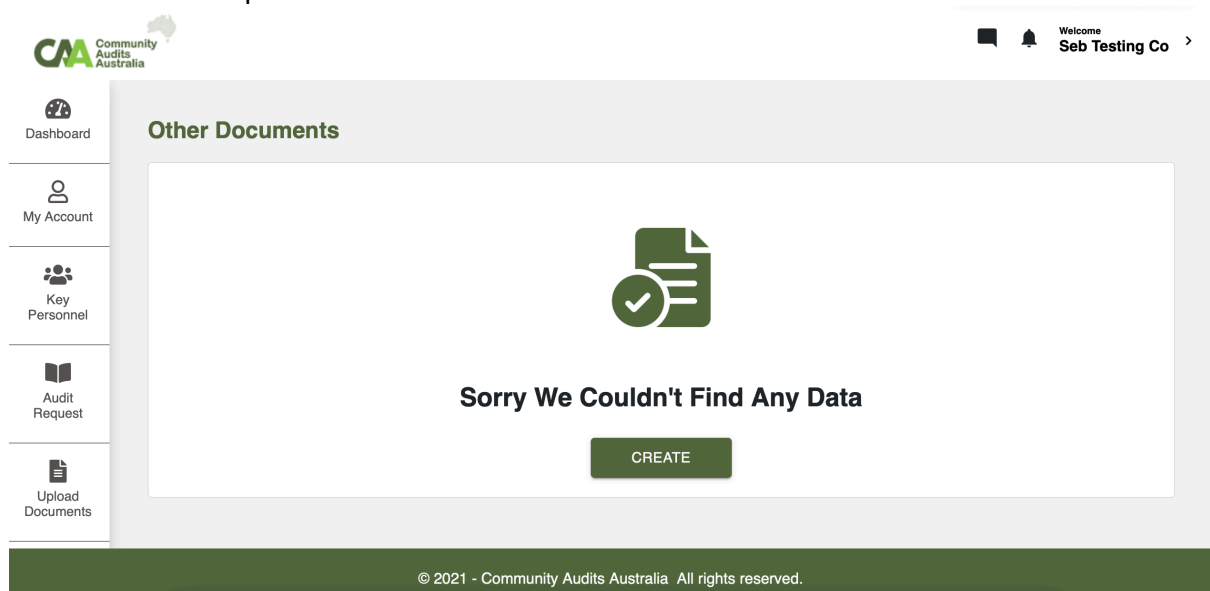 CAA Community
Audits
Australia
Welcome
Seb Testing Co
Dashboard
My Account
Key
Personnel
Audit
Request
Upload
Documents
Other Documents
Sorry We Couldn't Find Any Data
CREATE
© 2021 - Community Audits Australia All rights reserved.